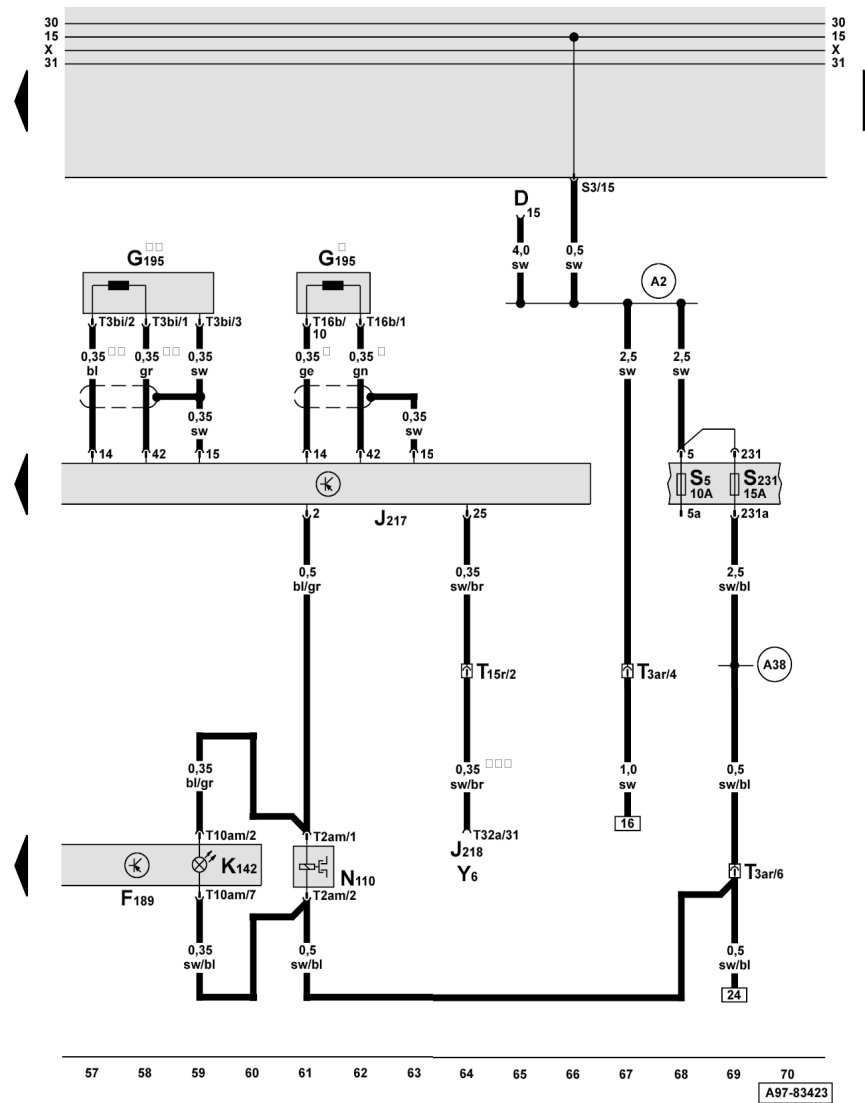 30 30
15 15
X X
31 31
S3/15
D
15
G195 □□
G195 □
4,0
sw
0,5
sw
A2
T3bi/2 T3bi/1 T3bi/3
T16b/
10
T16b/1
0,35 □□
bl
0,35 □□
gr
0,35
sw
0,35 □
ge
0,35 □
gn
2,5
sw
2,5
sw
0,35
sw
0,35
sw
14 42 15 14 42 15 5 231
S5
10A
S231
15A
J217
2 25 5a 231a
0,5
bl/gr
0,35
sw/br
2,5
sw/bl
T15r/2
T3ar/4
A38
0,35
bl/gr
0,35 □□□
sw/br
1,0
sw
0,5
sw/bl
16
T10am/2 T2am/1 T32a/31
J218
Y6
K142
N110
T3ar/6
F189
T10am/7 T2am/2
0,35
sw/bl
0,5
sw/bl
0,5
sw/bl
24
57 58 59 60 61 62 63 64 65 66 67 68 69 70
A97-83423